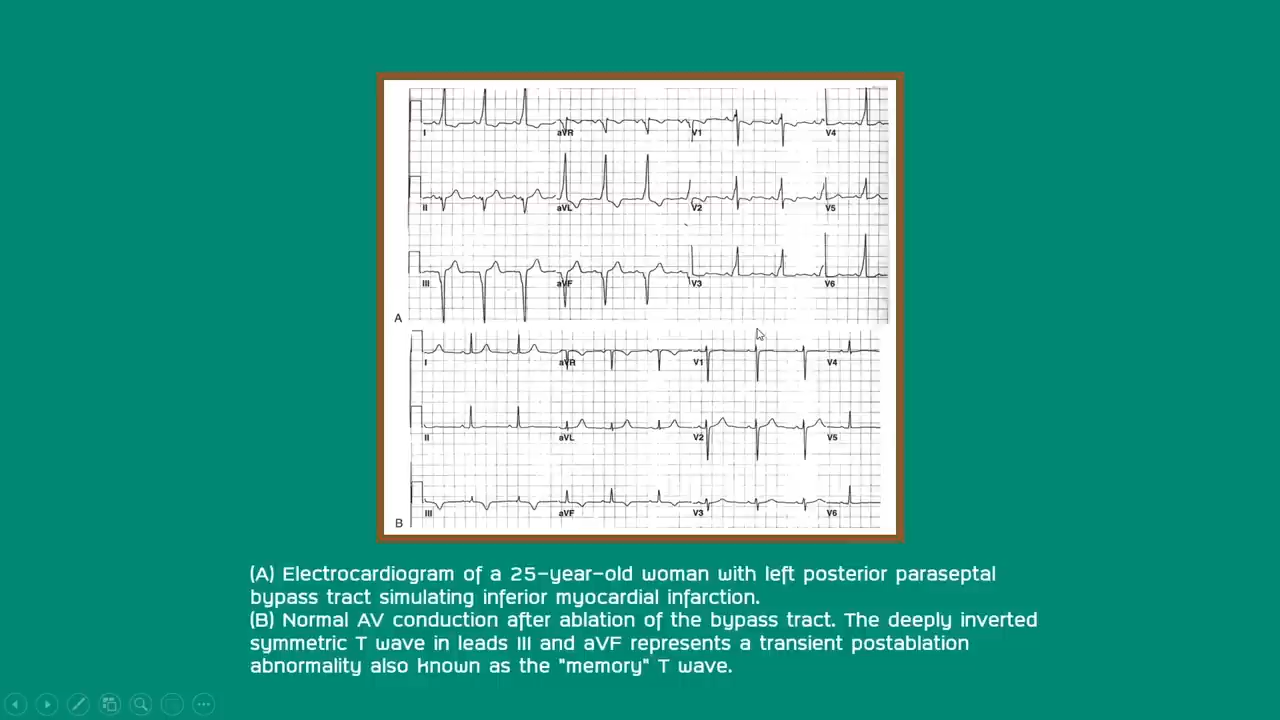 I aVR V1 V4
II aVL V2 V5
III aVF V3 V6
A
I aVR V1 V4
II aVL V2 V5
III aVF V3 V6
B
(A) Electrocardiogram of a 25-year-old woman with left posterior paraseptal
bypass tract simulating inferior myocardial infarction.
(B) Normal AV conduction after ablation of the bypass tract. The deeply inverted
symmetric T wave in leads III and aVF represents a transient postablation
abnormality also known as the "memory" T wave.